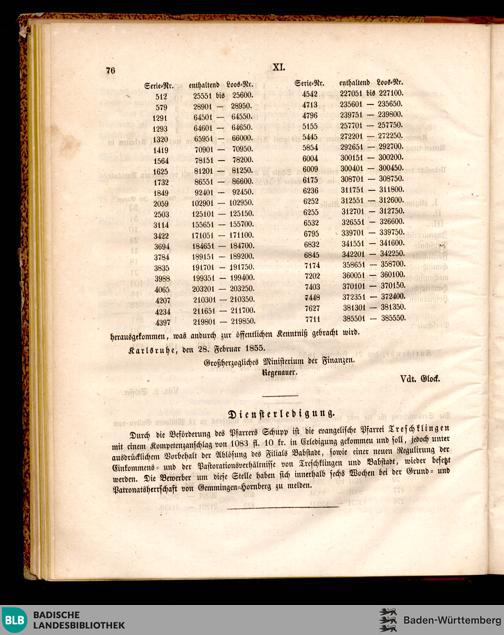 76
XI.
Serie-Nr. enthaltend Loos-Nr.
512 25551 bis 25600.
579 28901 — 28950.
1291 64501 — 64550.
1293 64601 — 64650.
1320 65951 — 66000.
1419 70901 — 70950.
1564 78151 — 78200.
1625 81201 — 81250.
1732 86551 — 86600.
1849 92401 — 92450.
2059 102901 — 102950.
2503 125101 — 125150.
3114 155651 — 155700.
3422 171051 — 171100.
3694 184651 — 184700.
3784 189151 — 189200.
3835 191701 — 191750.
3988 199351 — 199400.
4065 203201 — 203250.
4207 210301 — 210350.
4234 211651 — 211700.
4397 219801 — 219850.
Serie-Nr. enthaltend Loos-Nr.
4542 227051 bis 227100.
4713 235601 — 235650.
4796 239751 — 239800.
5155 257701 — 257750.
5445 272201 — 272250.
5854 292651 — 292700.
6004 300151 — 300200.
6009 300401 — 300450.
6175 308701 — 308750.
6236 311751 — 311800.
6252 312551 — 312600.
6255 312701 — 312750.
6532 326551 — 326600.
6795 339701 — 339750.
6832 341551 — 341600.
6845 342201 — 342250.
7174 358651 — 358700.
7202 360051 — 360100.
7403 370101 — 370150.
7448 372351 — 372400.
7627 381301 — 381350.
7711 385501 — 385550.
herausgekommen, was andurch zur öffentlichen Kenntniß gebracht wird.
Karlsruhe, den 28. Februar 1855.
Großherzogliches Ministerium der Finanzen.
Regenauer.
Vdt. Glock.
Diensterledigung.
Durch die Beförderung des Pfarrers Schupp ist die evangelische Pfarrei Treschklingen
mit einem Kompetenzanschlag von 1083 fl. 10 kr. in Erledigung gekommen und soll, jedoch unter
ausdrücklichem Vorbehalt der Ablösung des Filials Babstadt, sowie einer neuen Regulirung der
Einkommens- und der Pastorationsverhältnisse von Treschklingen und Babstadt, wieder besetzt
werden. Die Bewerber um diese Stelle haben sich innerhalb sechs Wochen bei der Grund- und
Patronatsherrschaft von Gemmingen-Hornberg zu melden.
BLB
BADISCHE
LANDESBIBLIOTHEK
Baden-Württemberg